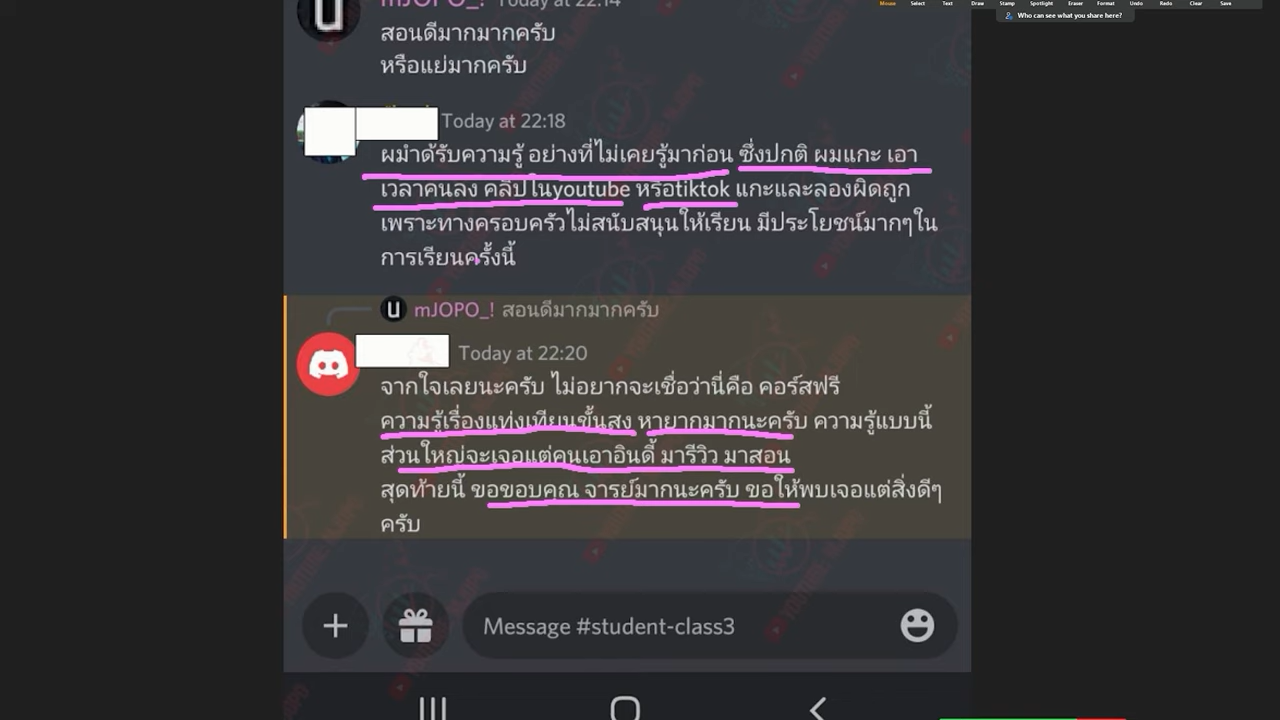 Mouse Select Text Draw Stamp Spotlight Eraser Format Undo Redo Clear Save
Who can see what you share here?
mJOPO_! Today at 22:14
สอนดีมากมากครับ
หรือแย่มากครับ
Today at 22:18
ผมำด้รับความรู้ อย่างที่ไม่เคยรู้มาก่อน ซึ่งปกติ ผมแกะ เอา
เวลาคนลง คลิปในyoutube หรือtiktok แกะและลองผิดถูก
เพราะทางครอบครัวไม่สนับสนุนให้เรียน มีประโยชน์มากๆใน
การเรียนครั้งนี้
mJOPO_! สอนดีมากมากครับ
Today at 22:20
จากใจเลยนะครับ ไม่อยากจะเชื่อว่านี่คือ คอร์สฟรี
ความรู้เรื่องแท่งเทียนขั้นสูง หายากมากนะครับ ความรู้แบบนี้
ส่วนใหญ่จะเจอแต่คนเอาอินดี้ มารีวิว มาสอน
สุดท้ายนี้ ขอขอบคุณ จารย์มากนะครับ ขอให้พบเจอแต่สิ่งดีๆ
ครับ
Message #student-class3